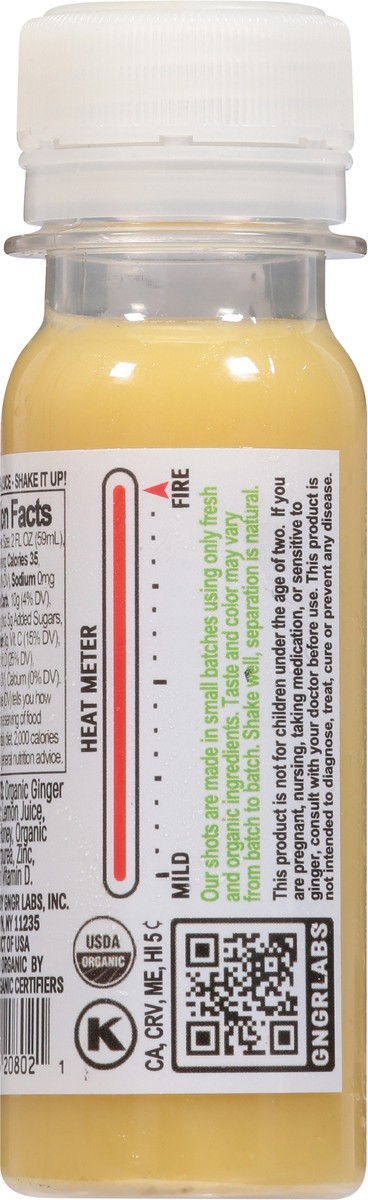 - SHAKE IT UP!
Facts
2 FL OZ (59mL),
Calories 35,
Sodium 0mg
10g (4% DV),
Added Sugars,
Vit. C (15% DV),
Calcium (0% DV).
tells you how
serving of food
2,000 calories
general nutrition advice.
Organic Ginger
Lemon Juice,
Organic
Zinc,
Vitamin D.
GNGR LABS, INC.
NY 11235
OF USA
ORGANIC BY
CERTIFIERS
20802 1
HEAT METER
MILD
FIRE
USDA
ORGANIC
K
CA, CRV, ME, HI 5¢
GNGRLABS
Our shots are made in small batches using only fresh
and organic ingredients. Taste and color may vary
from batch to batch. Shake well, separation is natural.
This product is not for children under the age of two. If you
are pregnant, nursing, taking medication, or sensitive to
ginger, consult with your doctor before use. This product is
not intended to diagnose, treat, cure or prevent any disease.